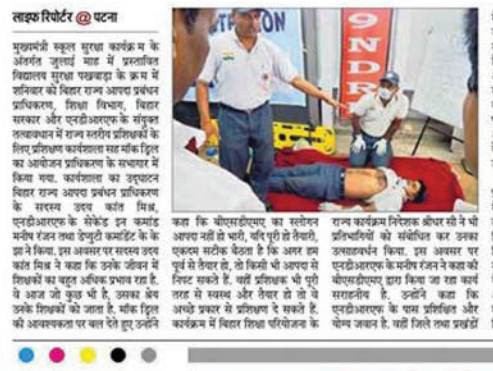 लाइफ रिपोर्टर @ पटना
मुख्यमंत्री स्कूल सुरक्षा कार्यक्र म के
अंतर्गत जुलाई माह में प्रस्तावित
विद्यालय सुरक्षा पखवाड़ा के क्र म में
शनिवार को बिहार राज्य आपदा प्रबंधन
प्राधिकरण, शिक्षा विभाग, बिहार
सरकार और एनडीआरएफ के संयुक्त
तत्वावधान में राज्य स्तरीय प्रशिक्षकों के
लिए प्रशिक्षण कार्यशाला सह मॉक ड्रिल
का आयोजन प्राधिकरण के सभागार में
किया गया. कार्यशाला का उद्घाटन
बिहार राज्य आपदा प्रबंधन प्राधिकरण
के सदस्य उदय कांत मिश्र,
एनडीआरएफ के सेकेंड इन कमांड
मनीष रंजन तथा डेप्युटी कमांडेंट के के
झा ने किया. इस अवसर पर सदस्य उदय
कांत मिश्र ने कहा कि उनके जीवन में
शिक्षकों का बहुत अधिक प्रभाव रहा है.
वे आज जो कुछ भी है, उसका श्रेय
उनके शिक्षकों को जाता है. मॉक ड्रिल
की आवश्यकता पर बल देते हुए उन्होंने
9
NDR
कहा कि बीएसडीएमए का स्लोगन
आपदा नहीं हो भारी, यदि पूरी हो तैयारी,
एकदम सटीक बैठता है कि अगर हम
पूर्व से तैयार हो, तो किसी भी आपदा से
निपट सकते हैं. वहीं प्रशिक्षक भी पूरी
तरह से स्वस्थ और तैयार हो तो वे
अच्छे प्रकार से प्रशिक्षण दे सकते हैं.
कार्यक्रम में बिहार शिक्षा परियोजना के
राज्य कार्यक्रम निदेशक श्रीधर सी ने भी
प्रतिभागियों को संबोधित कर उनका
उत्साहवर्धन किया. इस अवसर पर
एनडीआरएफ के मनीष रंजन ने कहा की
बीएसडीएमए द्वारा किया जा रहा कार्य
सराहनीय है. उन्होंने कहा कि
एनडीआरएफ के पास प्रशिक्षित और
योग्य जवान है. वहीं जिले तथा प्रखंडों